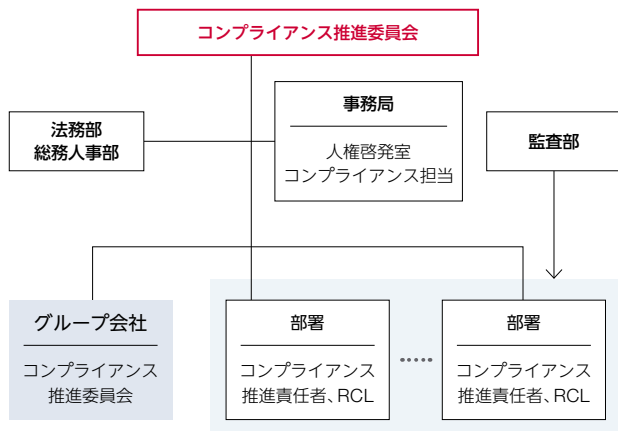 コンプライアンス推進委員会
法務部
総務人事部
事務局
人権啓発室
コンプライアンス担当
監査部
グループ会社
コンプライアンス
推進委員会
部署
コンプライアンス
推進責任者、RCL
部署
コンプライアンス
推進責任者、RCL